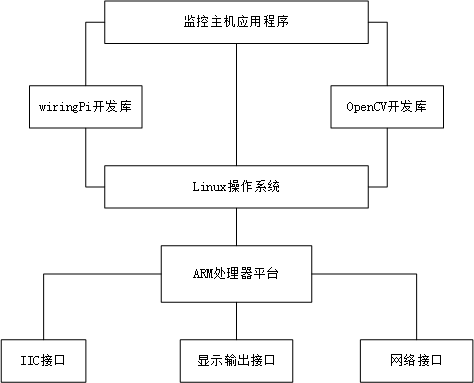 监控主机应用程序
wiringPi开发库
OpenCV开发库
Linux操作系统
ARM处理器平台
IIC接口
显示输出接口
网络接口